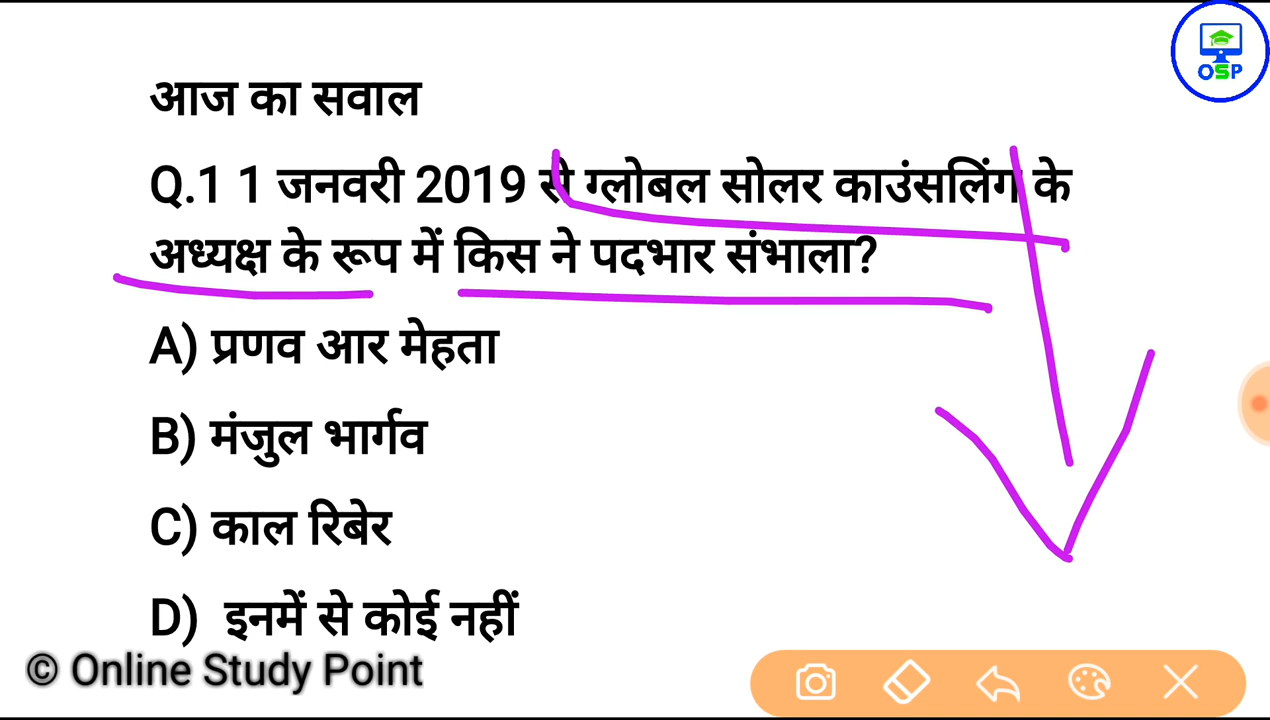 OSP
आज का सवाल
Q.1 1 जनवरी 2019 से ग्लोबल सोलर काउंसलिंग के
अध्यक्ष के रूप में किस ने पदभार संभाला?
A) प्रणव आर मेहता
B) मंजुल भार्गव
C) काल रिबेर
D) इनमें से कोई नहीं
© Online Study Point